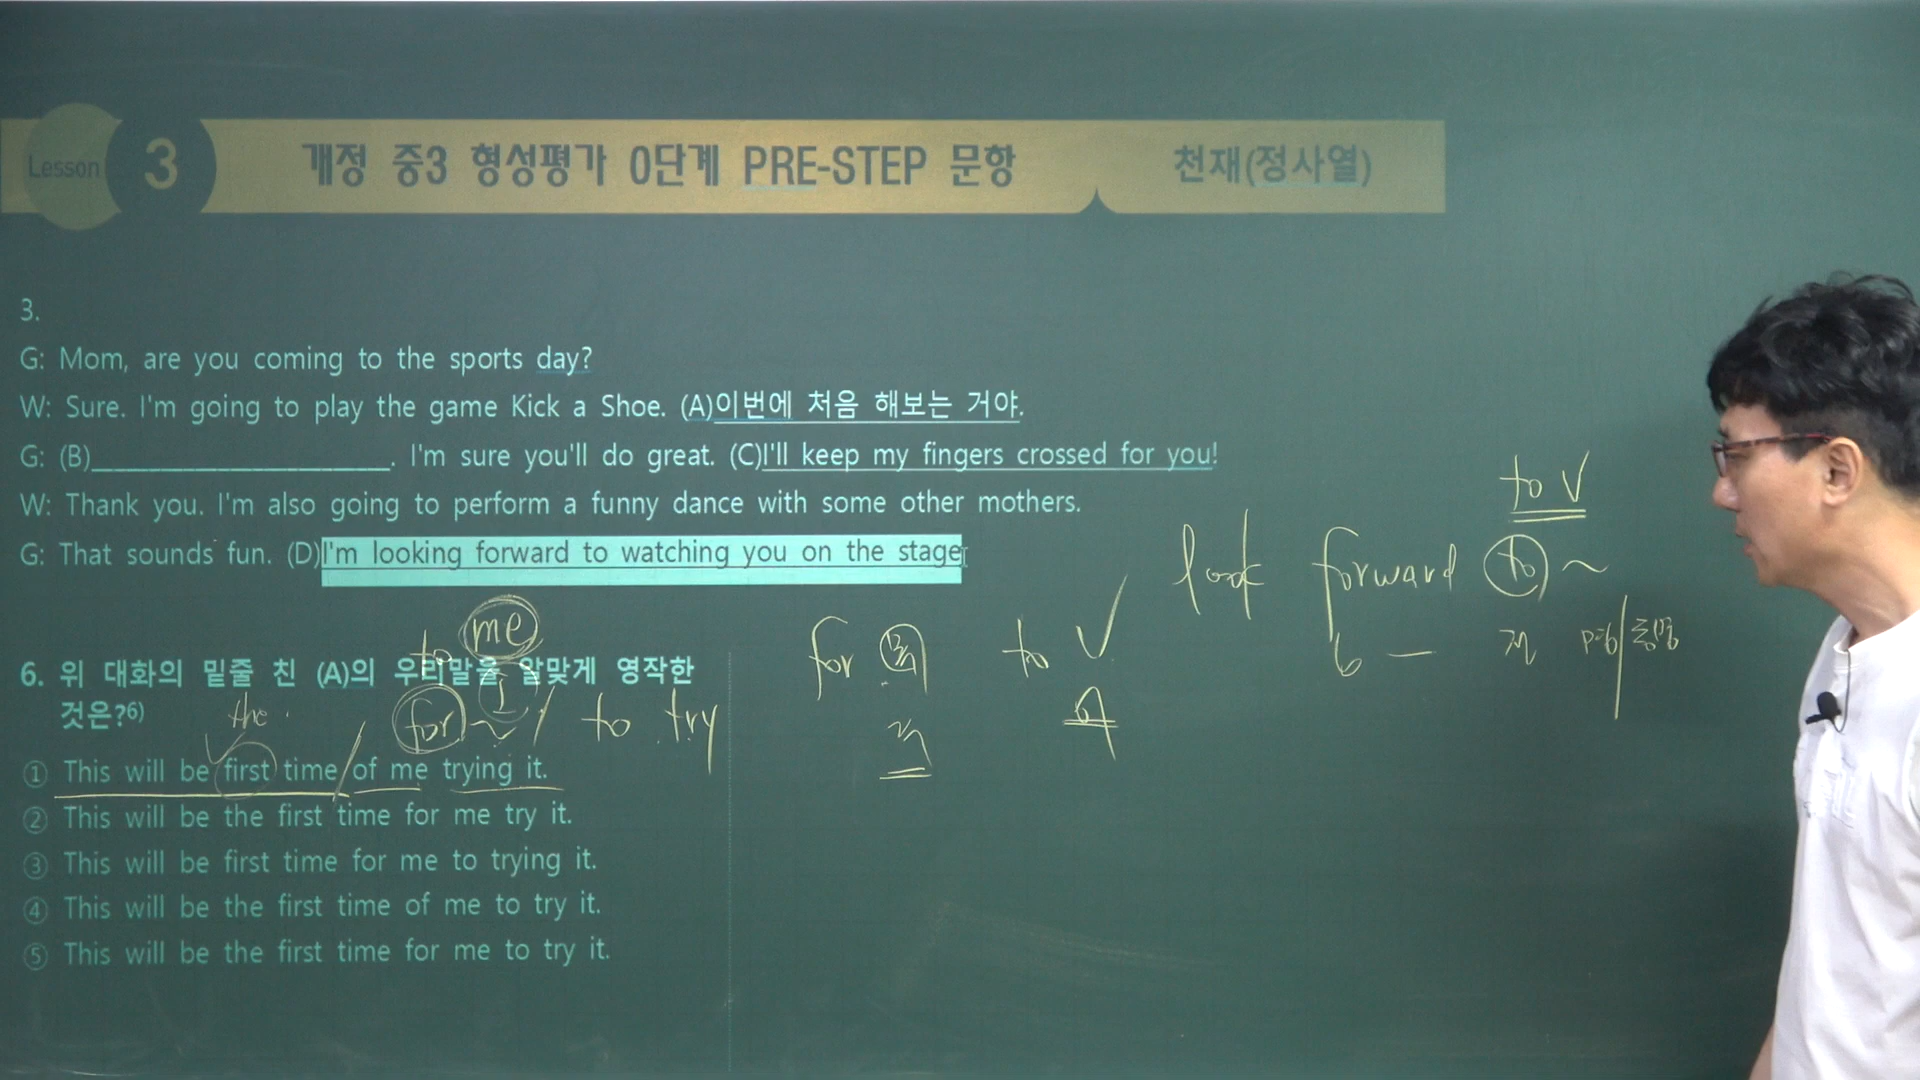 Lesson 3 개정 중3 형성평가 0단계 PRE-STEP 문항 천재(정사열)
3.
G: Mom, are you coming to the sports day?
W: Sure. I'm going to play the game Kick a Shoe. (A)이번에 처음 해보는 거야.
G: (B)______________________. I'm sure you'll do great. (C)I'll keep my fingers crossed for you!
W: Thank you. I'm also going to perform a funny dance with some other mothers.
G: That sounds fun. (D)I'm looking forward to watching you on the stage.
to me
6. 위 대화의 밑줄 친 (A)의 우리말을 알맞게 영작한
것은?6)
the
for ~ / to try
① This will be first time of me trying it.
② This will be the first time for me try it.
③ This will be first time for me to trying it.
④ This will be the first time of me to try it.
⑤ This will be the first time for me to try it.
for 목 to V
to V
look forward to ~
전 명 / 동명